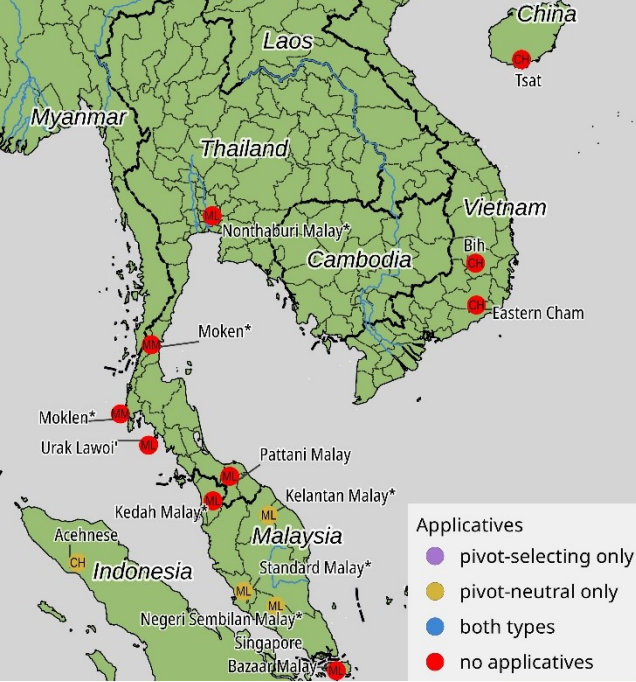 China
CH
Tsat
Laos
Myanmar
Thailand
ML
Nonthaburi Malay*
Vietnam
Bih
CH
Cambodia
CH
Eastern Cham
Moken*
MM
Moklen*
MM
Urak Lawoi'
ML
Pattani Malay
ML
Kedah Malay*
ML
Kelantan Malay*
ML
Malaysia
Acehnese
CH
Indonesia
Standard Malay*
ML
ML
Negeri Sembilan Malay*
Singapore
Bazaar Malay
ML
Applicatives
pivot-selecting only
pivot-neutral only
both types
no applicatives